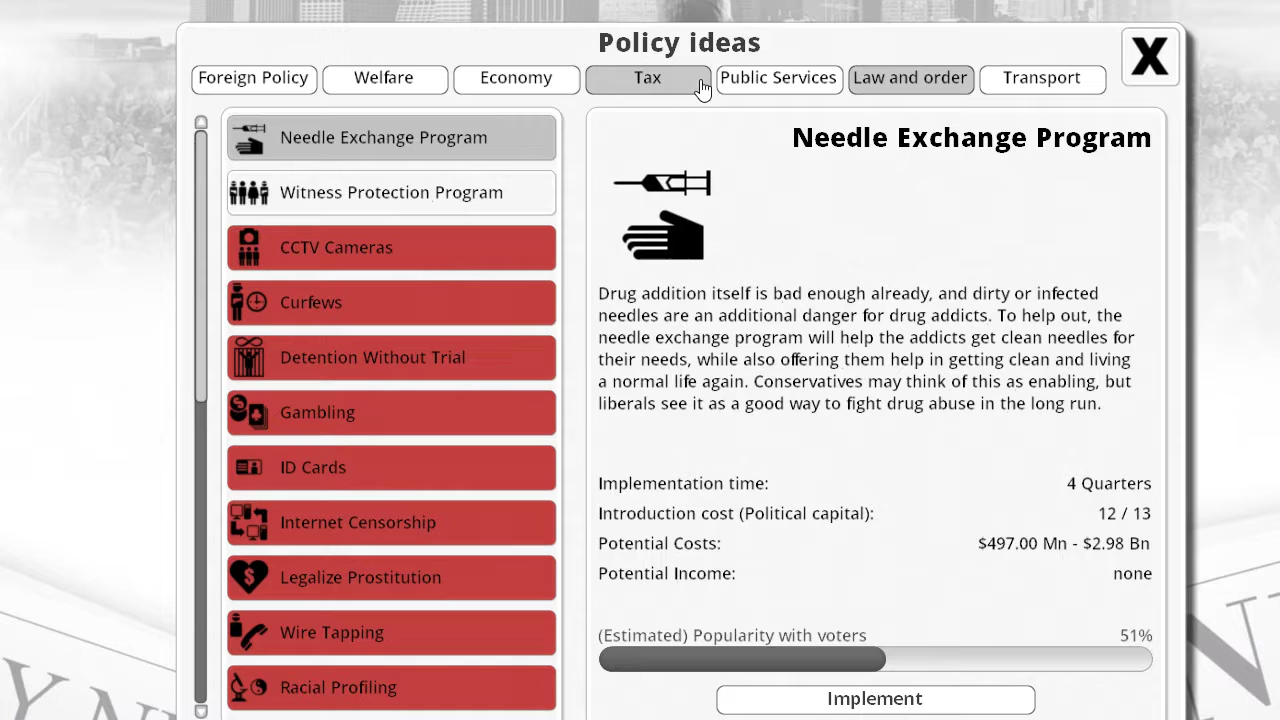 Policy ideas
X
Foreign Policy
Welfare
Economy
Tax
Public Services
Law and order
Transport
Needle Exchange Program
Witness Protection Program
CCTV Cameras
Curfews
Detention Without Trial
Gambling
ID Cards
Internet Censorship
Legalize Prostitution
Wire Tapping
Racial Profiling
Needle Exchange Program
Drug addition itself is bad enough already, and dirty or infected
needles are an additional danger for drug addicts. To help out, the
needle exchange program will help the addicts get clean needles for
their needs, while also offering them help in getting clean and living
a normal life again. Conservatives may think of this as enabling, but
liberals see it as a good way to fight drug abuse in the long run.
Implementation time: 4 Quarters
Introduction cost (Political capital): 12 / 13
Potential Costs: $497.00 Mn - $2.98 Bn
Potential Income: none
(Estimated) Popularity with voters 51%
Implement